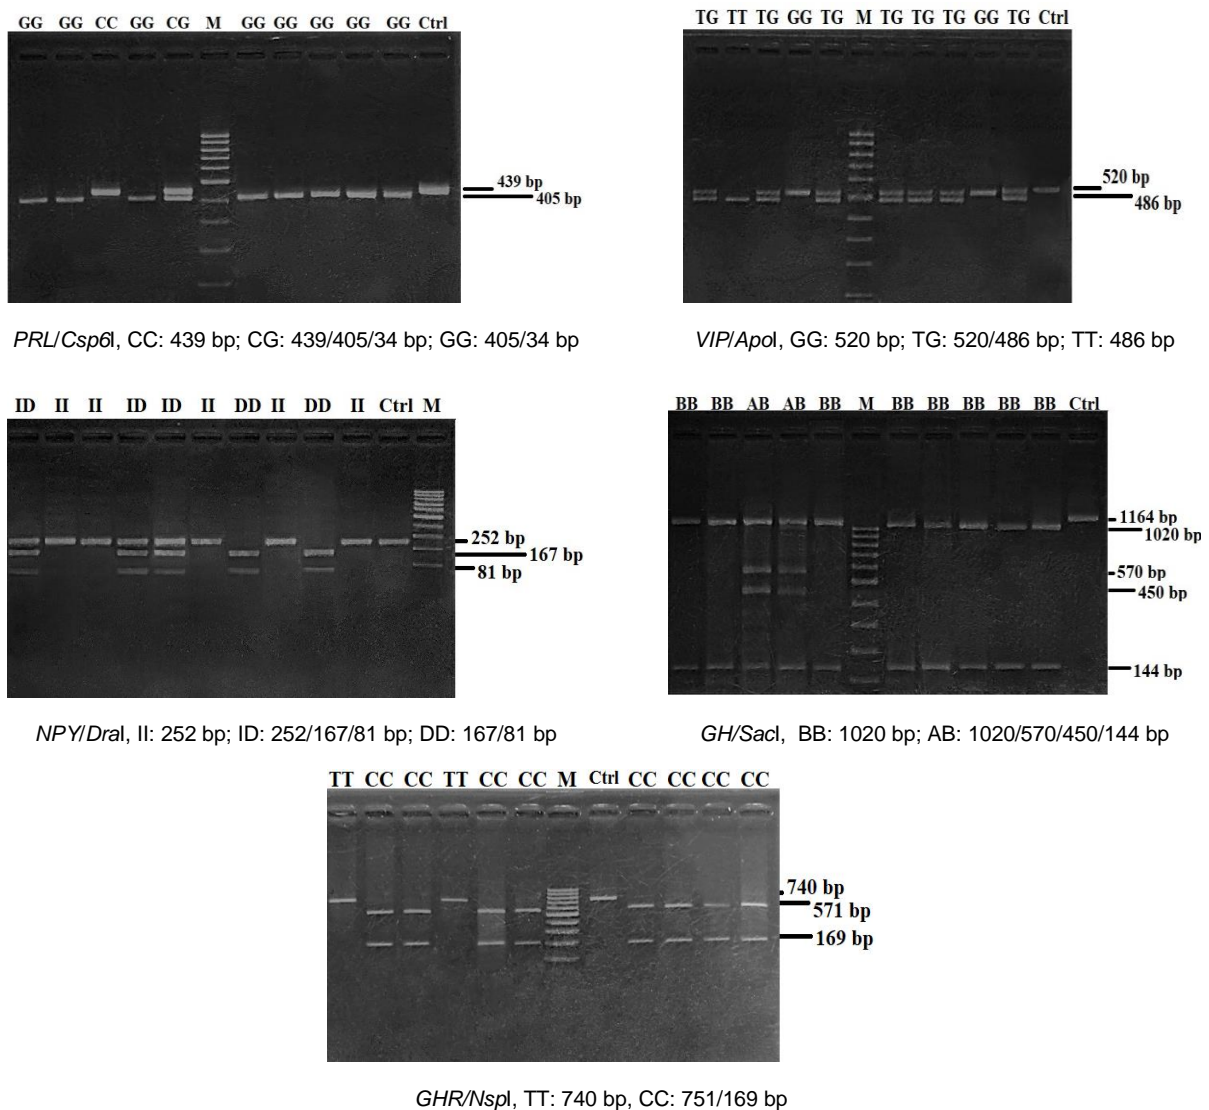 GG GG CC GG CG M GG GG GG GG GG Ctrl
439 bp
405 bp
PRL/Csp6I, CC: 439 bp; CG: 439/405/34 bp; GG: 405/34 bp
TG TT TG GG TG M TG TG TG GG TG Ctrl
520 bp
486 bp
VIP/ApoI, GG: 520 bp; TG: 520/486 bp; TT: 486 bp
ID II II ID ID II DD II DD II Ctrl M
252 bp
167 bp
81 bp
NPY/DraI, II: 252 bp; ID: 252/167/81 bp; DD: 167/81 bp
BB BB AB AB BB M BB BB BB BB BB Ctrl
1164 bp
1020 bp
570 bp
450 bp
144 bp
GH/SacI, BB: 1020 bp; AB: 1020/570/450/144 bp
TT CC CC TT CC CC M Ctrl CC CC CC CC
740 bp
571 bp
169 bp
GHR/NspI, TT: 740 bp, CC: 751/169 bp